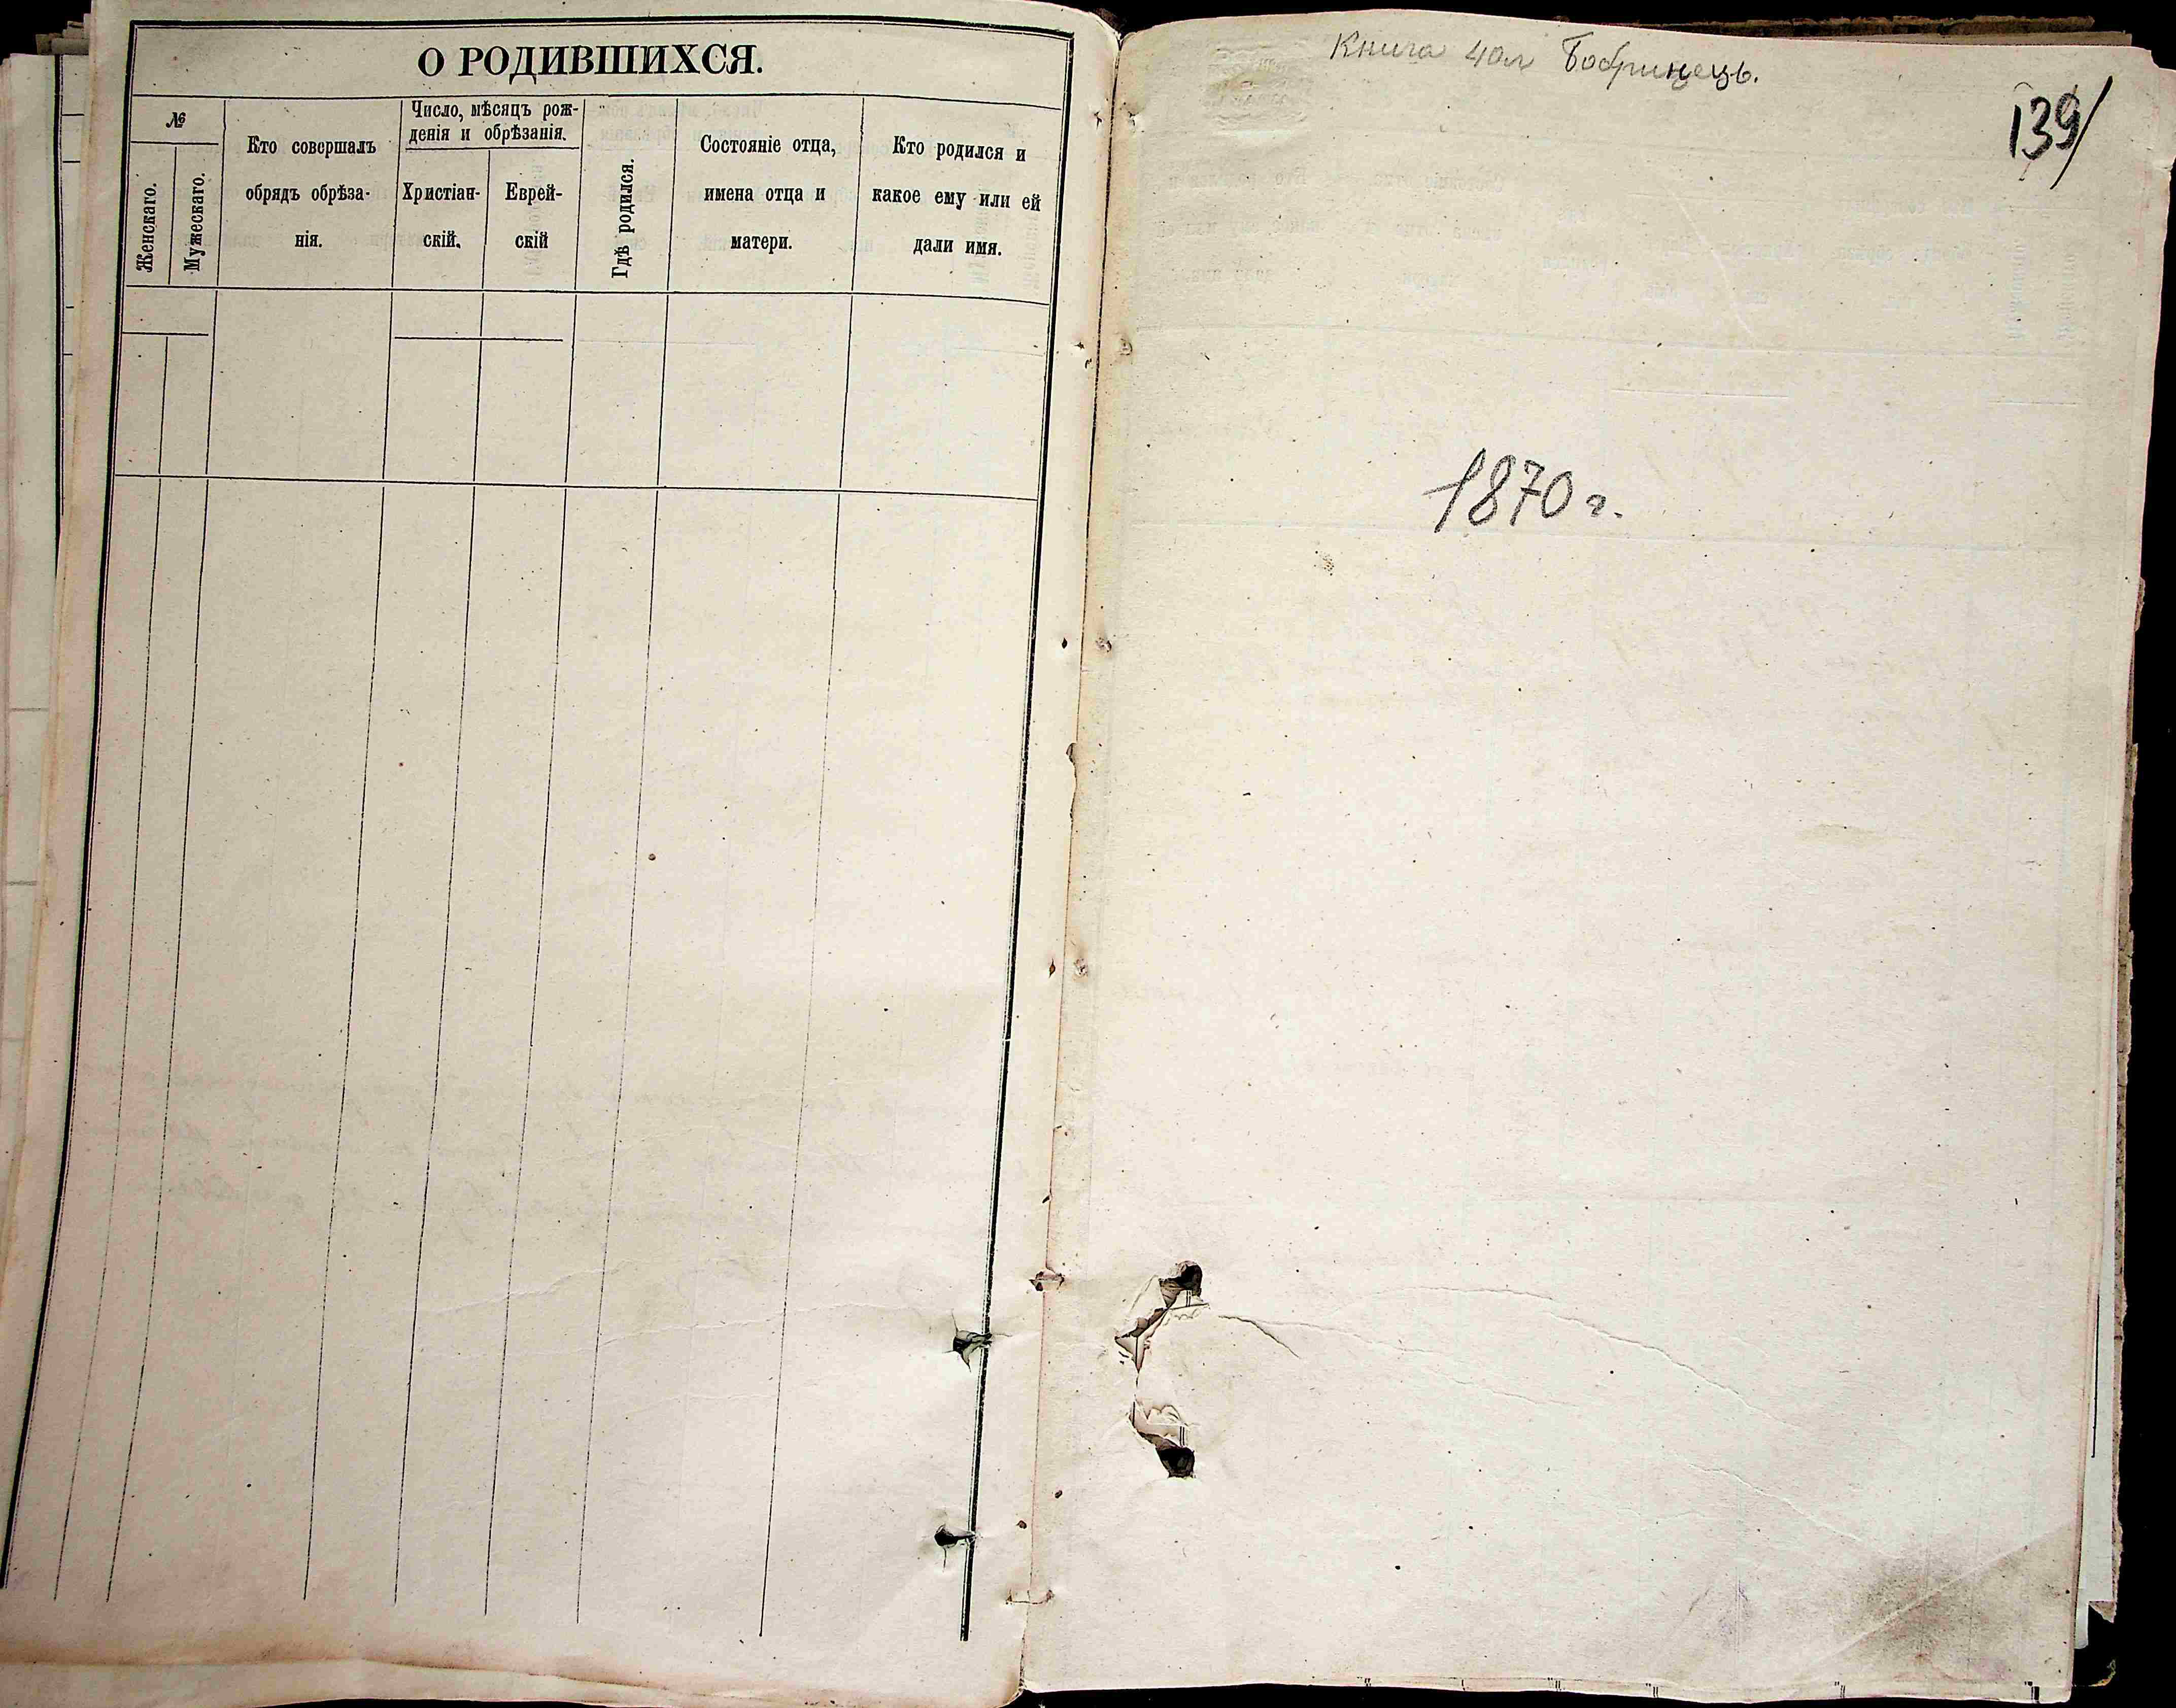 О РОДИВШИХСЯ.
№
Женскаго.
Мужескаго.
Кто совершалъ
обрядъ обрѣза-
нія.
Число, мѣсяцъ рож-
денія и обрѣзанія.
Христіан-
скій.
Еврей-
скій
Гдѣ родился.
Состояніе отца,
имена отца и
матери.
Кто родился и
какое ему или ей
дали имя.
Книга 40л Бобринецъ.
139/
1870 г.